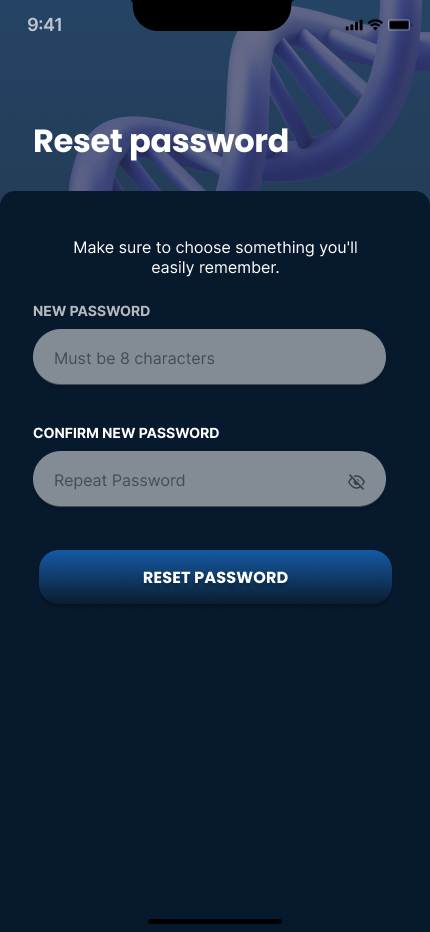 9:41
Reset password
Make sure to choose something you'll
easily remember.
NEW PASSWORD
Must be 8 characters
CONFIRM NEW PASSWORD
Repeat Password
RESET PASSWORD